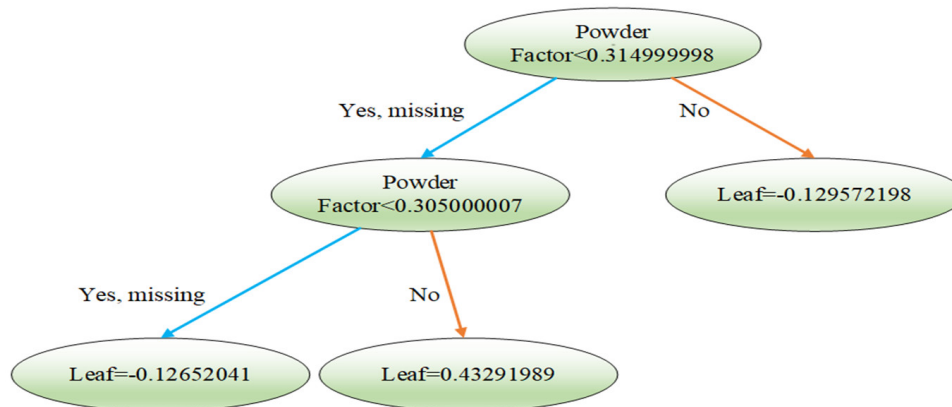 Powder
Factor<0.314999998
Yes, missing
No
Powder
Factor<0.305000007
Leaf=-0.129572198
Yes, missing
No
Leaf=-0.12652041
Leaf=0.43291989